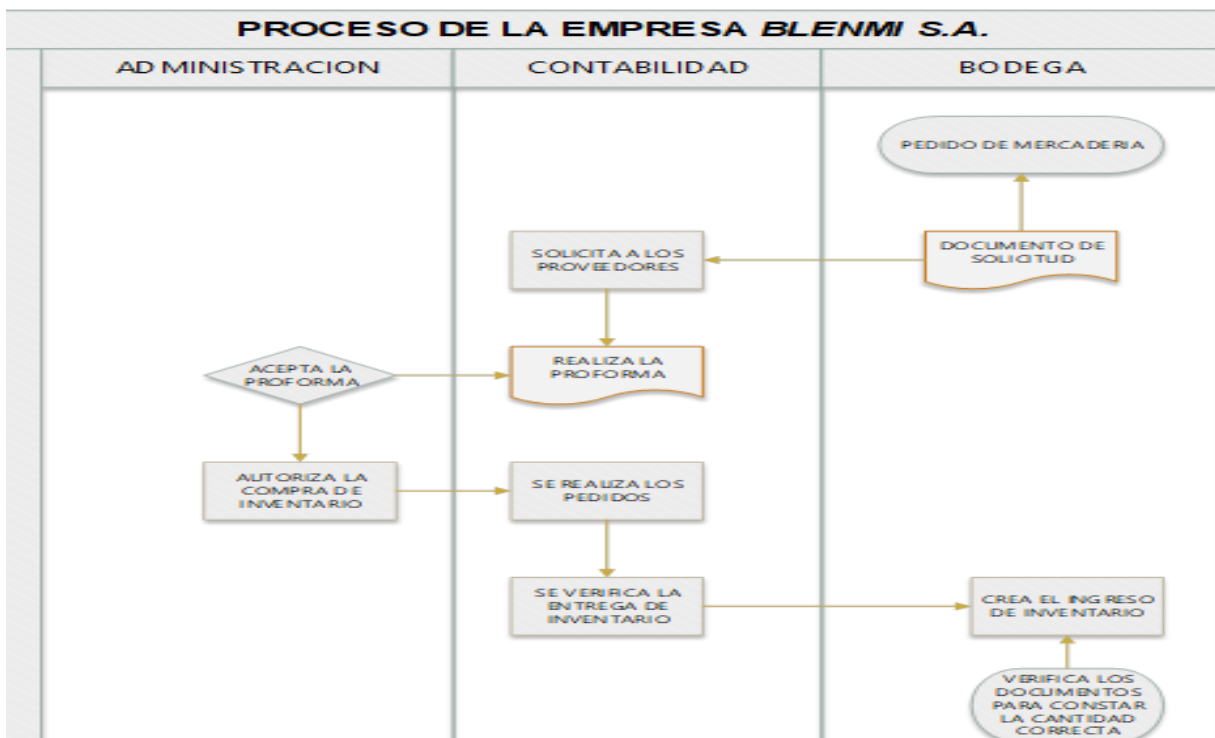 PROCESO DE LA EMPRESA BLENMI S.A.
ADMINISTRACION
CONTABILIDAD
BODEGA
PEDIDO DE MERCADERIA
DOCUMENTO DE
SOLICITUD
SOLICITA A LOS
PROVEEDORES
REALIZA LA
PROFORMA
ACEPTA LA
PROFORMA
AUTORIZA LA
COMPRA DE
INVENTARIO
SE REALIZA LOS
PEDIDOS
SE VERIFICA LA
ENTREGA DE
INVENTARIO
CREA EL INGRESO
DE INVENTARIO
VERIFICA LOS
DOCUMENTOS
PARA CONSTAR
LA CANTIDAD
CORRECTA